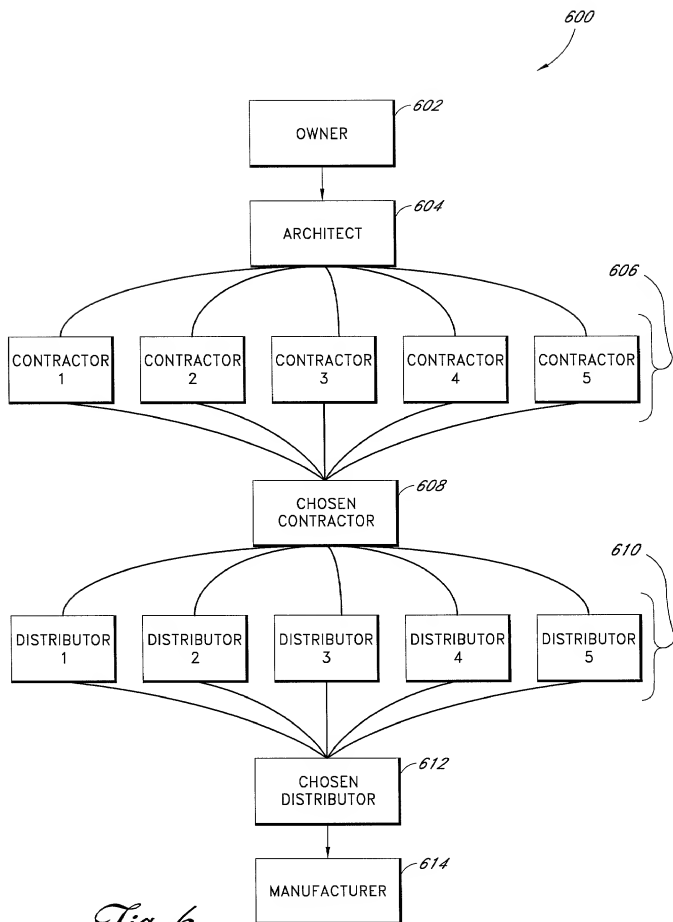 600
602
OWNER
604
ARCHITECT
606
CONTRACTOR
1
CONTRACTOR
2
CONTRACTOR
3
CONTRACTOR
4
CONTRACTOR
5
608
CHOSEN
CONTRACTOR
610
DISTRIBUTOR
1
DISTRIBUTOR
2
DISTRIBUTOR
3
DISTRIBUTOR
4
DISTRIBUTOR
5
612
CHOSEN
DISTRIBUTOR
614
MANUFACTURER
Fig. 6